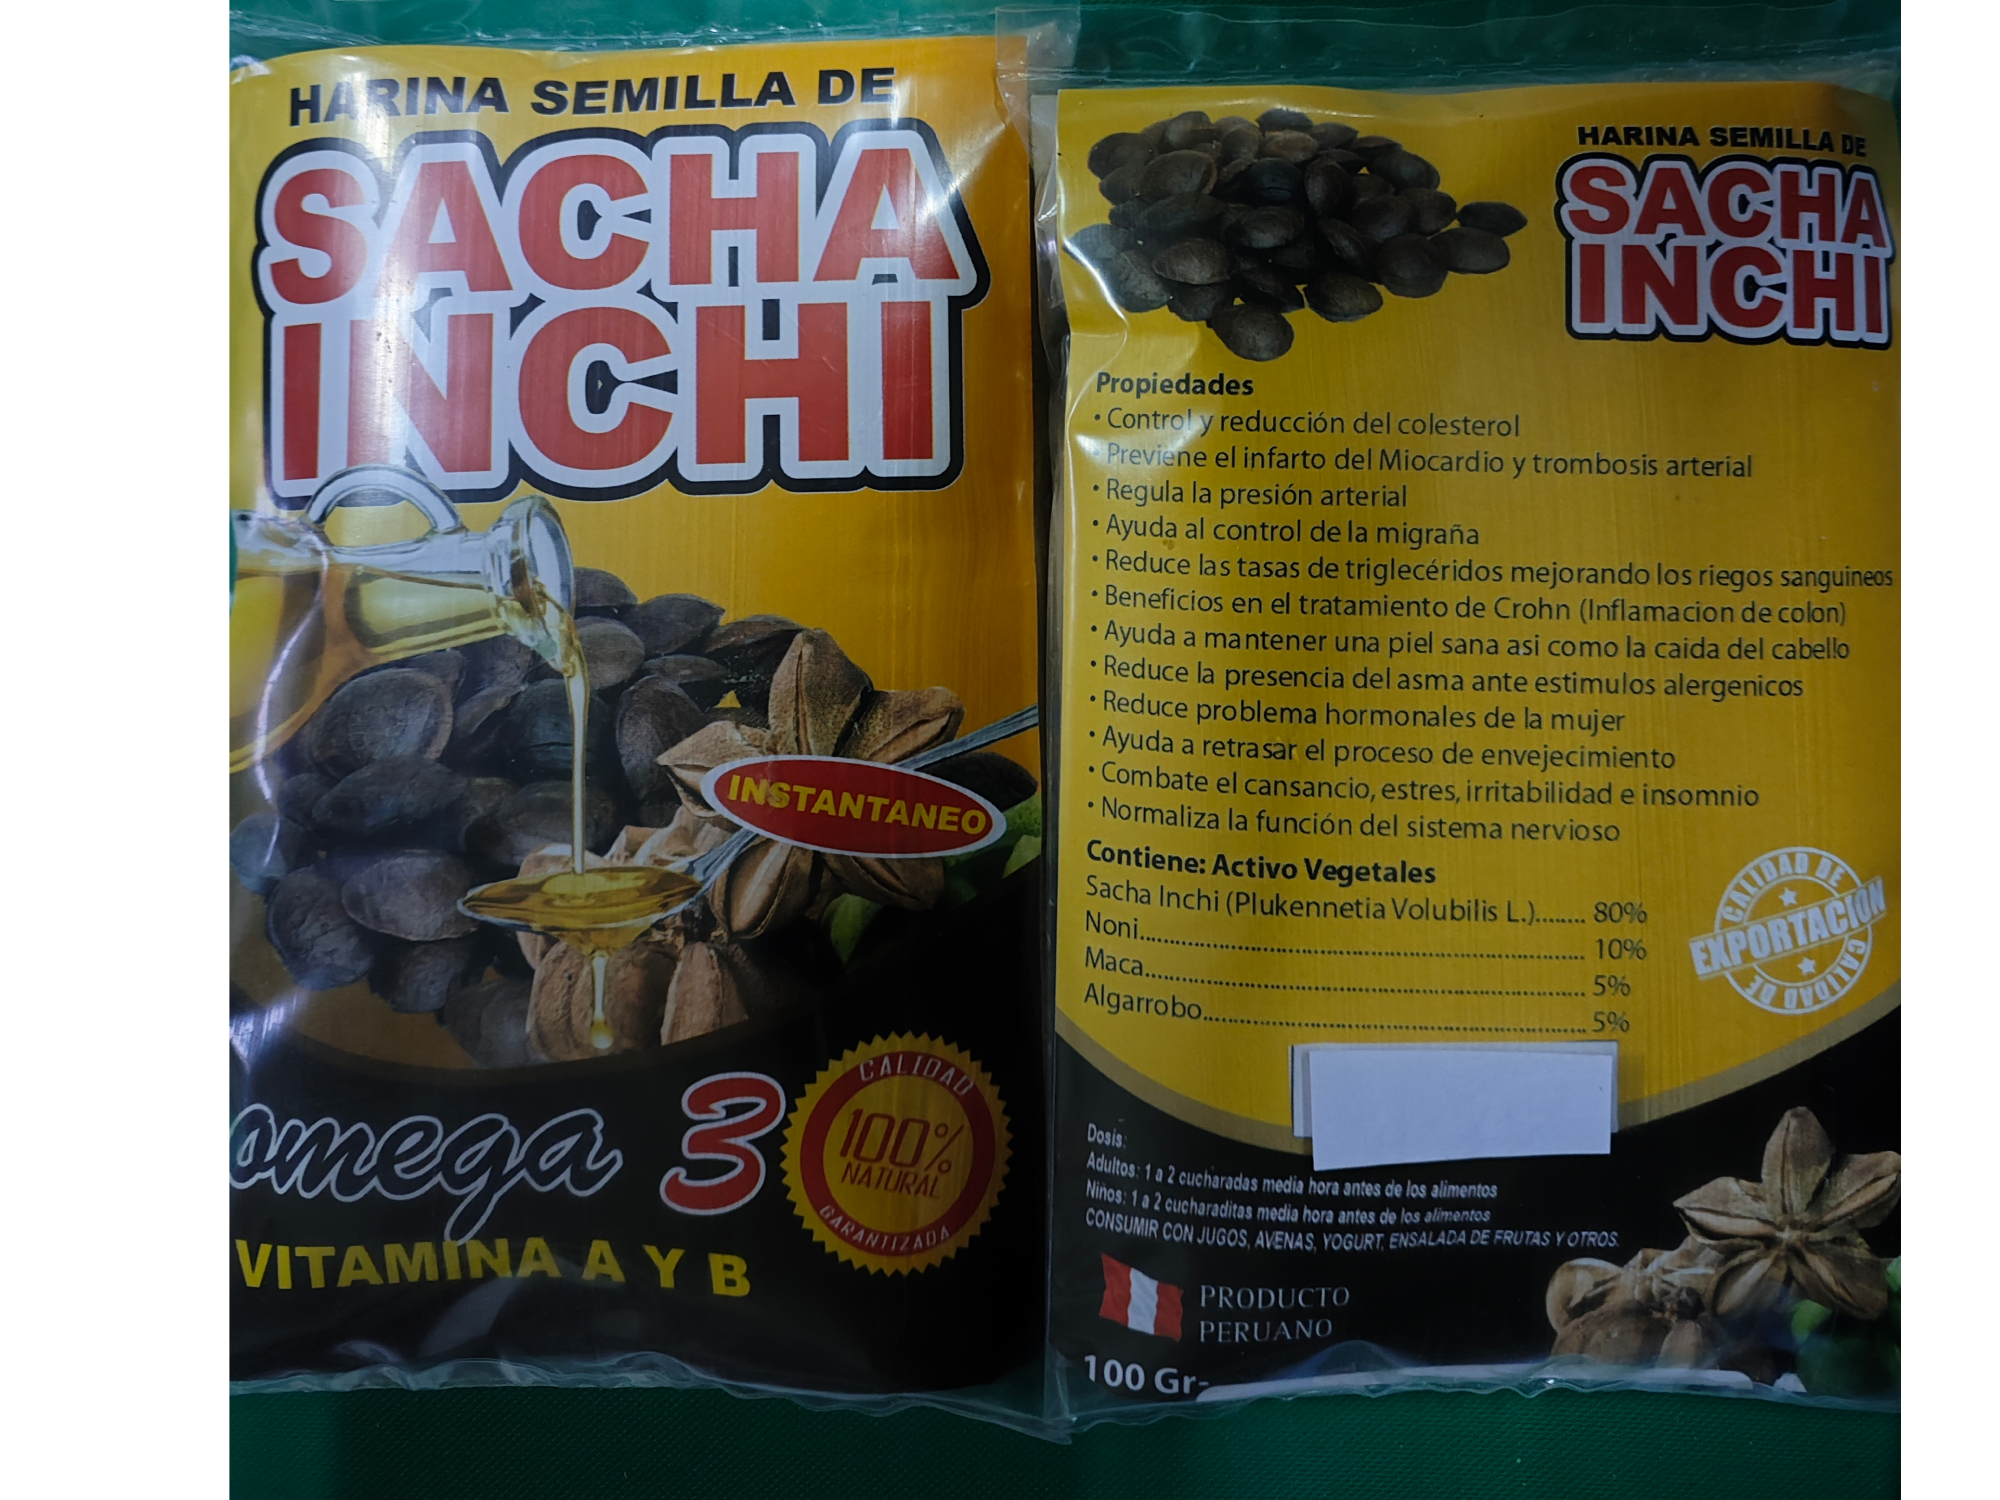 HARINA SEMILLA DE
SACHA
INCHI
INSTANTANEO
omega 3
CALIDAD
100%
NATURAL
GARANTIZADA
VITAMINA A Y B
HARINA SEMILLA DE
SACHA
INCHI
Propiedades
• Control y reducción del colesterol
• Previene el infarto del Miocardio y trombosis arterial
• Regula la presión arterial
• Ayuda al control de la migraña
• Reduce las tasas de triglecéridos mejorando los riegos sanguineos
• Beneficios en el tratamiento de Crohn (Inflamacion de colon)
• Ayuda a mantener una piel sana asi como la caida del cabello
• Reduce la presencia del asma ante estimulos alergenicos
• Reduce problema hormonales de la mujer
• Ayuda a retrasar el proceso de envejecimiento
• Combate el cansancio, estres, irritabilidad e insomnio
• Normaliza la función del sistema nervioso
Contiene: Activo Vegetales
Sacha Inchi (Plukennetia Volubilis L.)........ 80%
Noni........ 10%
Maca........ 5%
Algarrobo........ 5%
CALIDAD DE
EXPORTACION
CALIDAD DE
Dosis:
Adultos: 1 a 2 cucharadas media hora antes de los alimentos
Niños: 1 a 2 cucharaditas media hora antes de los alimentos
CONSUMIR CON JUGOS, AVENAS, YOGURT, ENSALADA DE FRUTAS Y OTROS.
PRODUCTO
PERUANO
100 Gr.